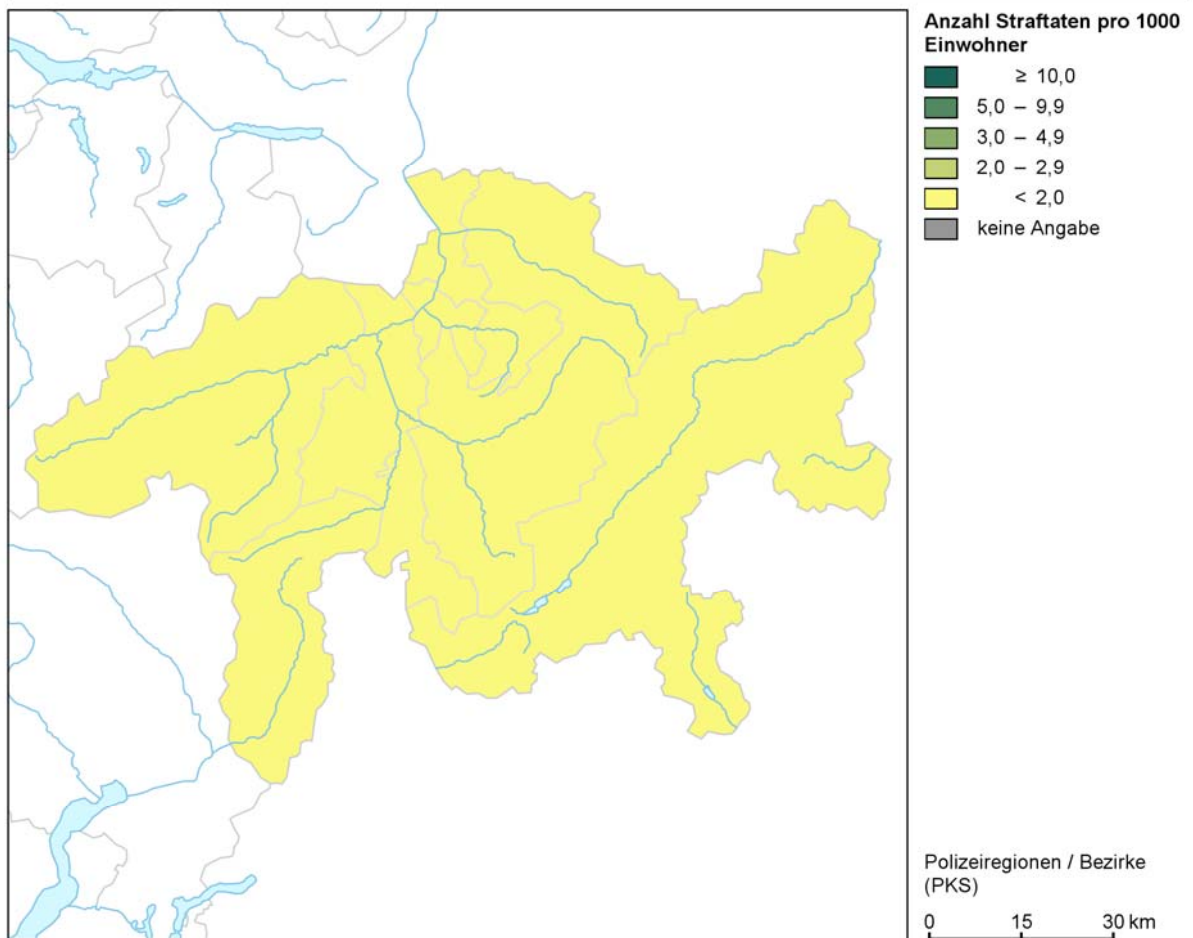 Anzahl Straftaten pro 1000
Einwohner
≥ 10,0
5,0 – 9,9
3,0 – 4,9
2,0 – 2,9
< 2,0
keine Angabe
Polizeiregionen / Bezirke
(PKS)
0 15 30 km